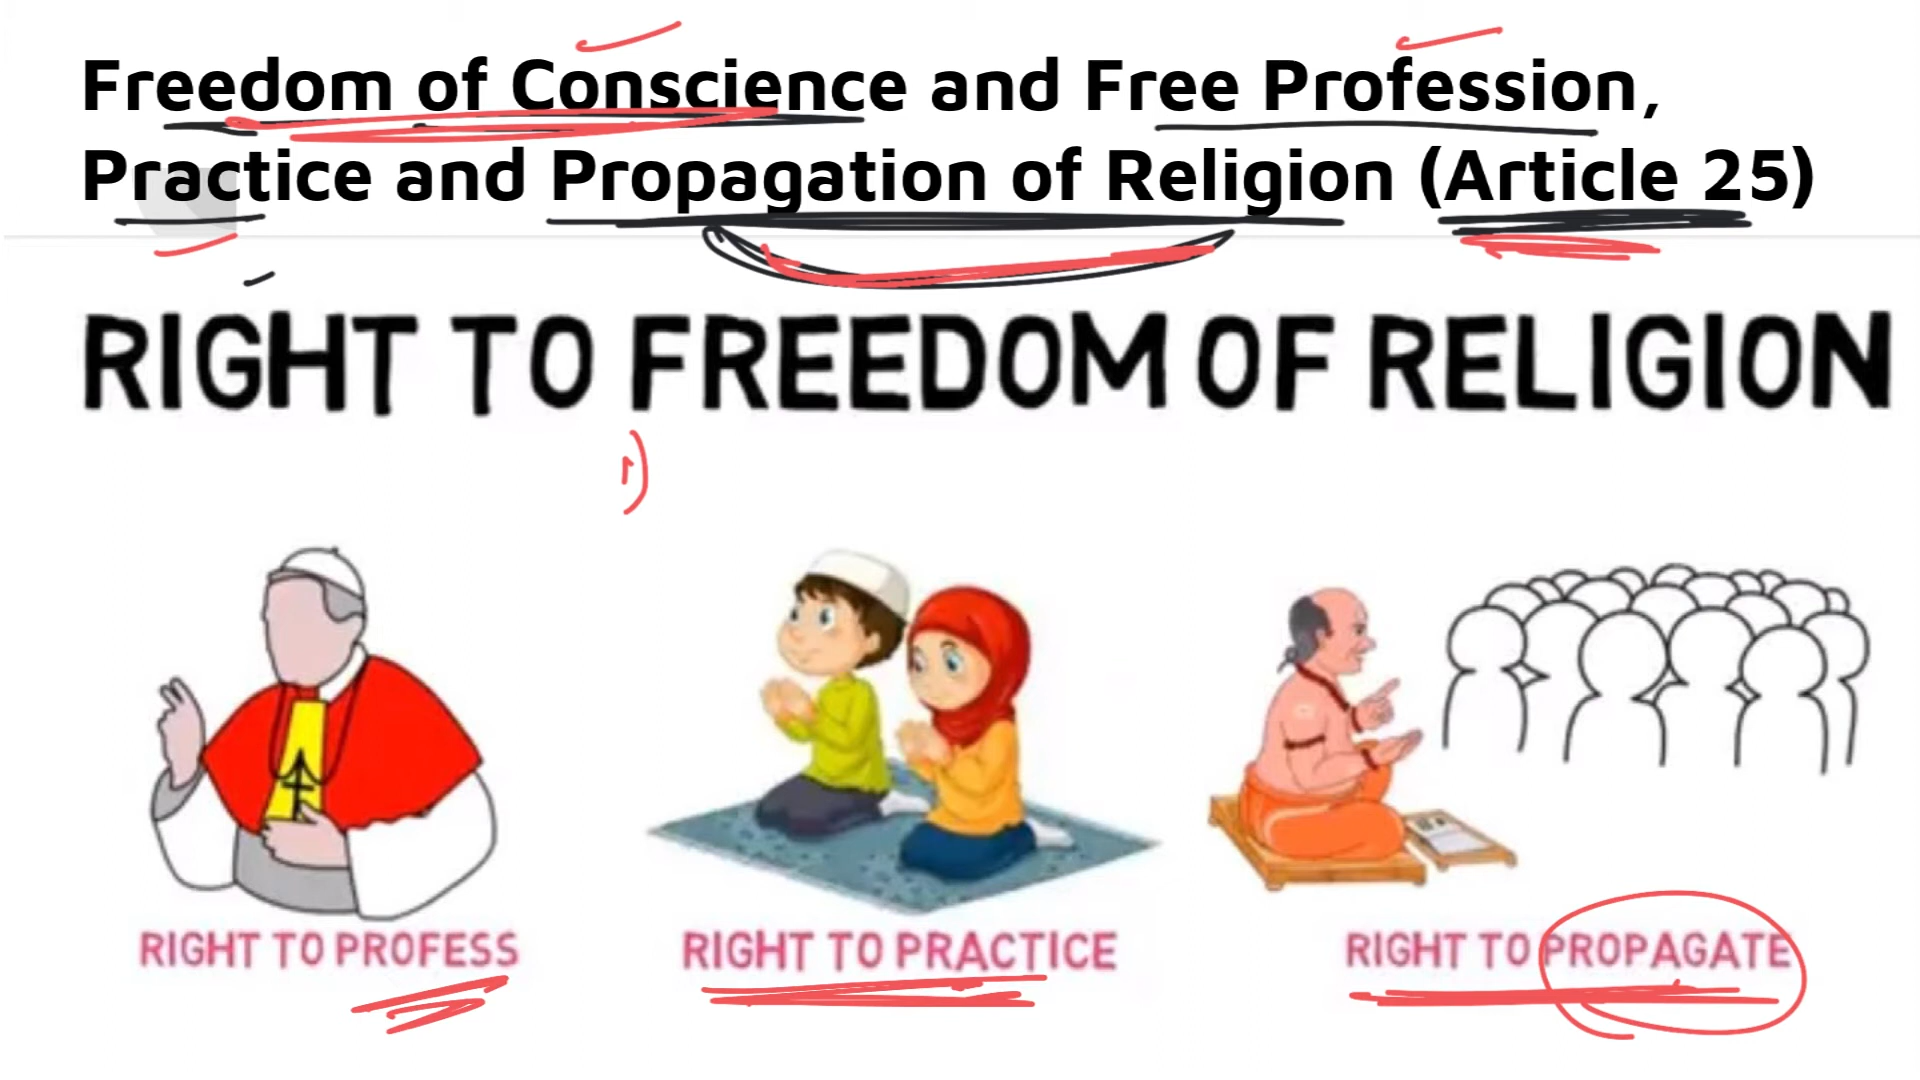 Freedom of Conscience and Free Profession,
Practice and Propagation of Religion (Article 25)
RIGHT TO FREEDOM OF RELIGION
1)
RIGHT TO PROFESS
RIGHT TO PRACTICE
RIGHT TO PROPAGATE